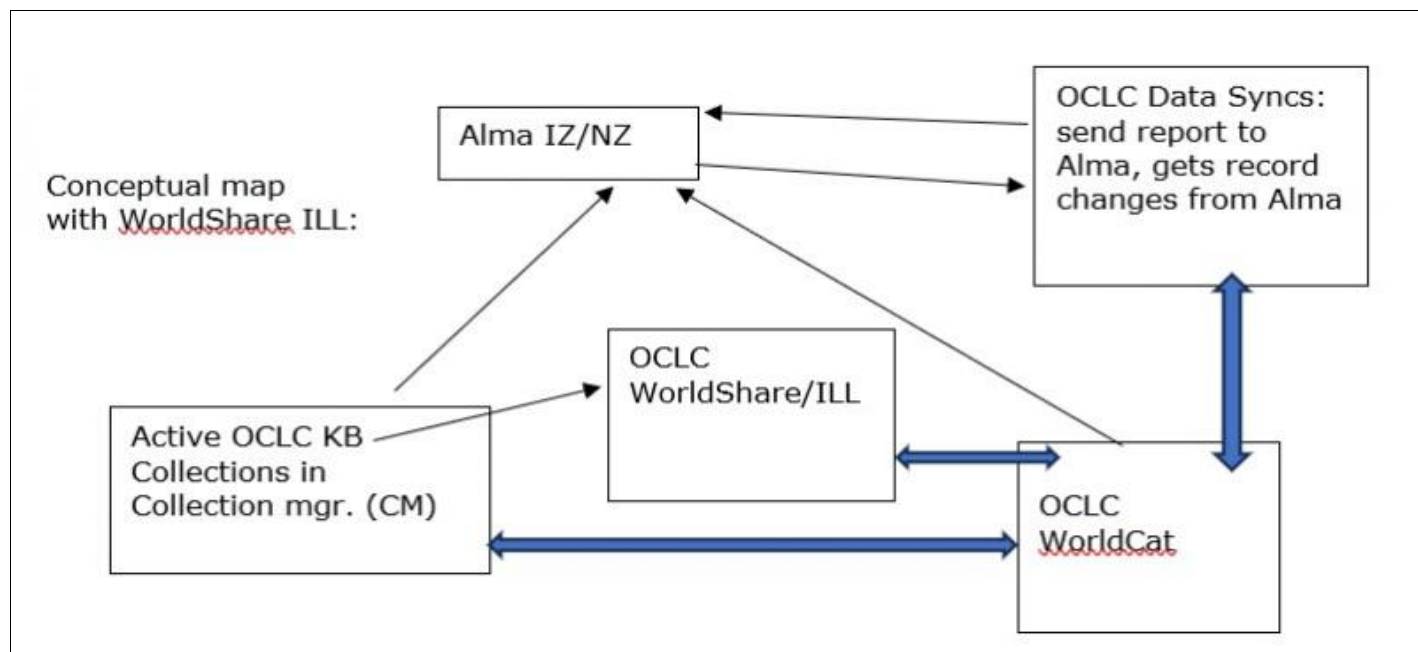 Conceptual map
with WorldShare ILL:
Alma IZ/NZ
OCLC Data Syncs:
send report to
Alma, gets record
changes from Alma
OCLC
WorldShare/ILL
Active OCLC KB
Collections in
Collection mgr. (CM)
OCLC
WorldCat